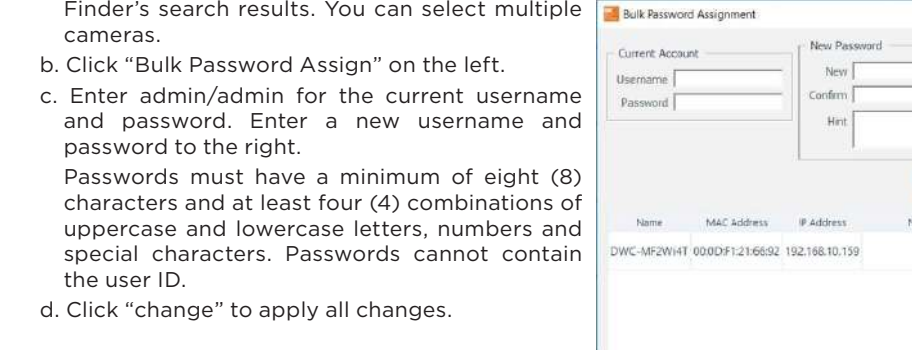 Finder’s search results. You can select multiple
cameras.
b. Click “Bulk Password Assign” on the left.
c. Enter admin/admin for the current username
and password. Enter a new username and
password to the right.
Passwords must have a minimum of eight (8)
characters and at least four (4) combinations of
uppercase and lowercase letters, numbers and
special characters. Passwords cannot contain
the user ID.
d. Click “change” to apply all changes.
Bulk Password Assignment
Current Account
Username
Password
New Password
New
Confirm
Hint
Name MAC Address IP Address
DWC-MF2Wi4T 00:0D:F1:21:66:92 192.168.10.159